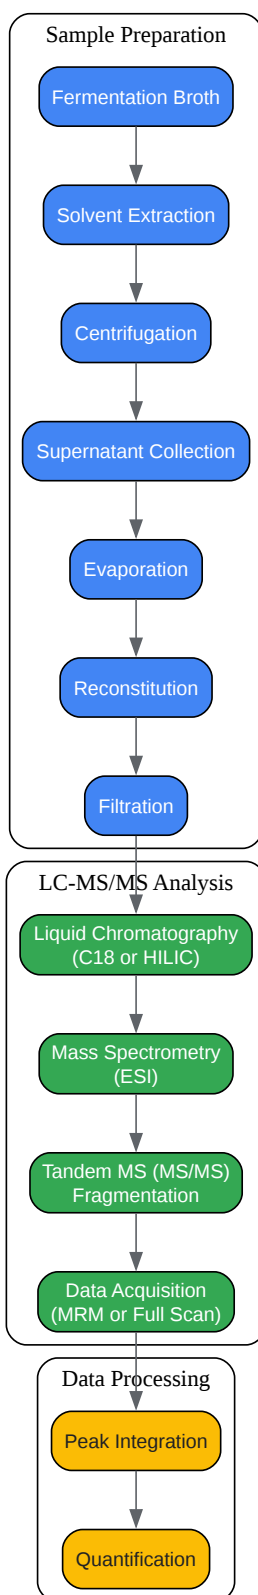 Sample Preparation
Fermentation Broth
Solvent Extraction
Centrifugation
Supernatant Collection
Evaporation
Reconstitution
Filtration
LC-MS/MS Analysis
Liquid Chromatography
(C18 or HILIC)
Mass Spectrometry
(ESI)
Tandem MS (MS/MS)
Fragmentation
Data Acquisition
(MRM or Full Scan)
Data Processing
Peak Integration
Quantification